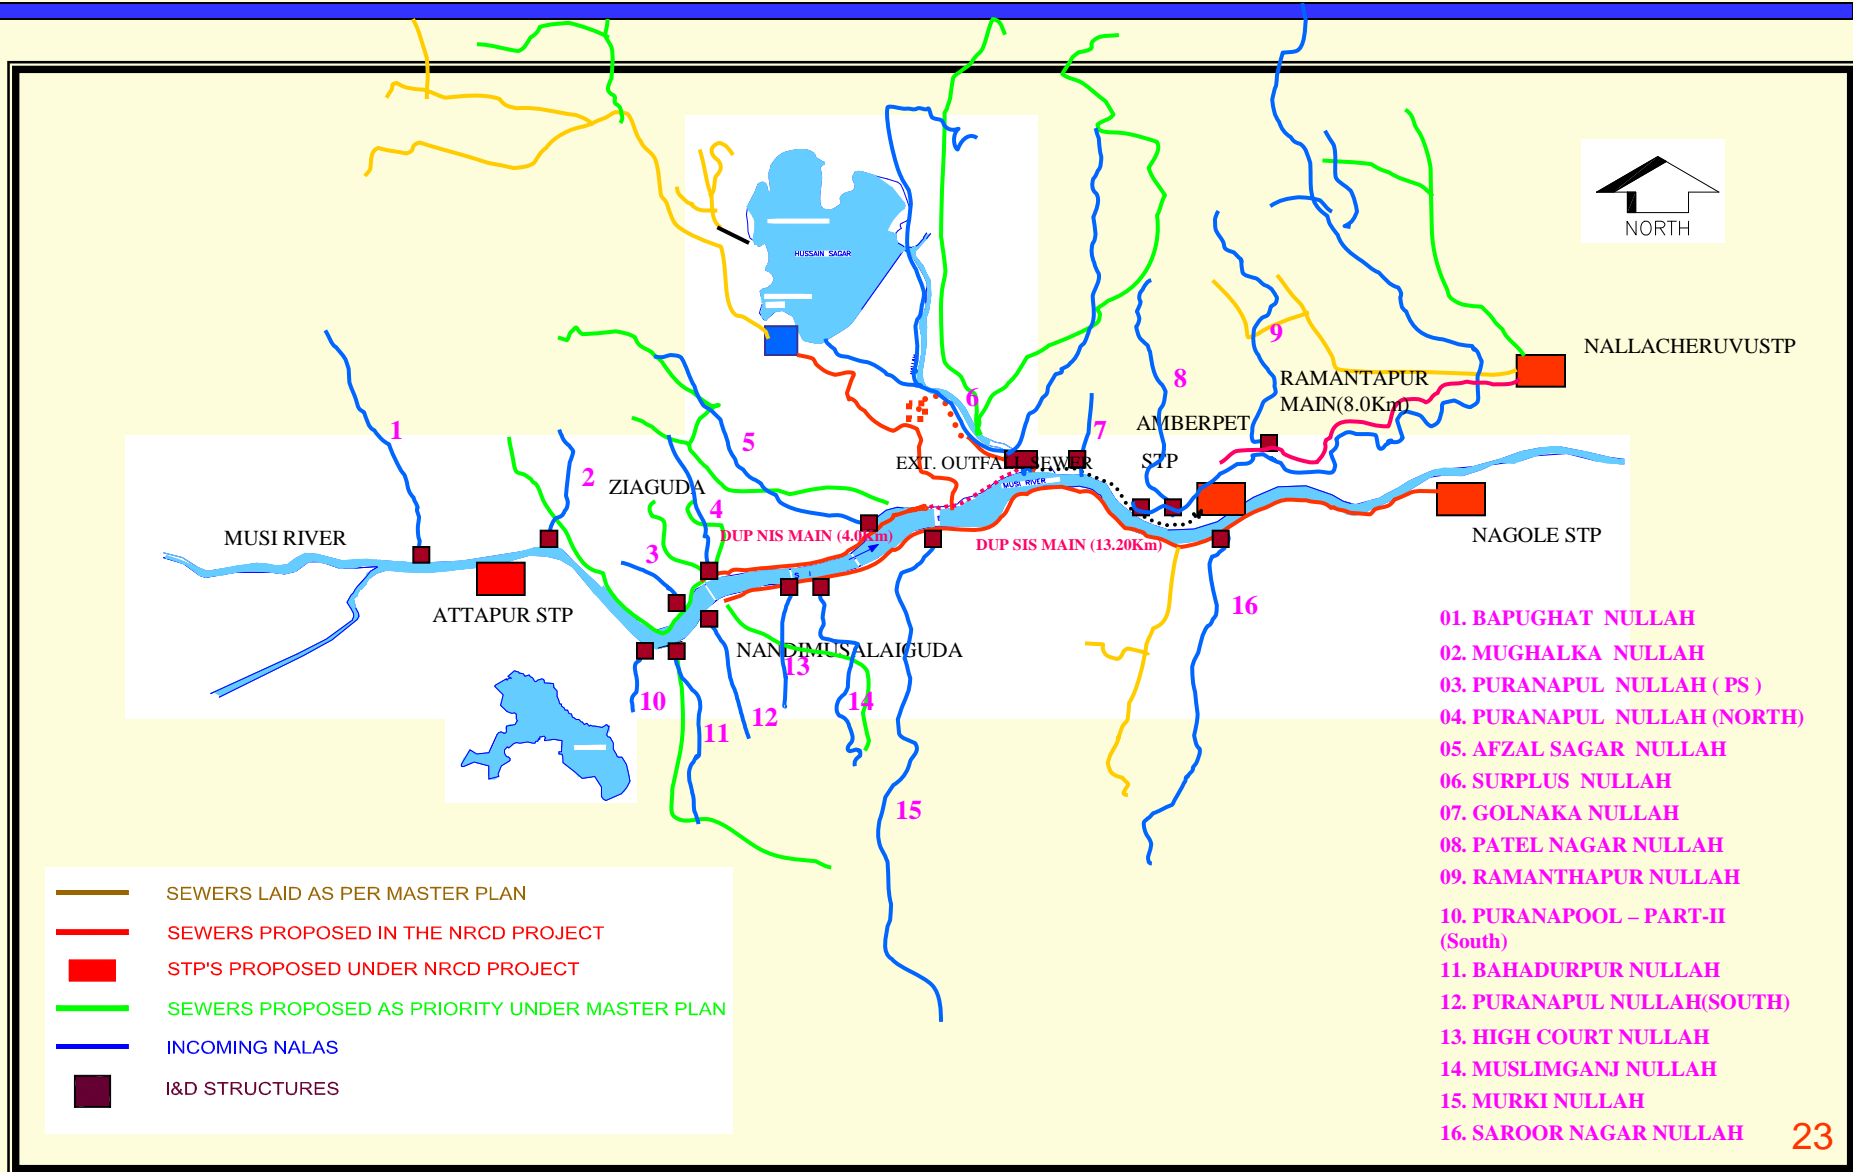 NORTH
HUSSAIN SAGAR
9
NALLACHERUVUSTP
8
RAMANTAPUR
MAIN(8.0Km)
6
1
5
7
AMBERPET
STP
EXT. OUTFALL SEWER
2
MUSI RIVER
ZIAGUDA
4
MUSI RIVER
DUP NIS MAIN (4.0Km)
DUP SIS MAIN (13.20Km)
NAGOLE STP
3
ATTAPUR STP
16
NANDIMUSALAIGUDA
13
10
14
12
11
15
01. BAPUGHAT NULLAH
02. MUGHALKA NULLAH
03. PURANAPUL NULLAH ( PS )
04. PURANAPUL NULLAH (NORTH)
05. AFZAL SAGAR NULLAH
06. SURPLUS NULLAH
07. GOLNAKA NULLAH
08. PATEL NAGAR NULLAH
09. RAMANTHAPUR NULLAH
10. PURANAPOOL – PART-II
(South)
11. BAHADURPUR NULLAH
12. PURANAPUL NULLAH(SOUTH)
13. HIGH COURT NULLAH
14. MUSLIMGANJ NULLAH
15. MURKI NULLAH
16. SAROOR NAGAR NULLAH
SEWERS LAID AS PER MASTER PLAN
SEWERS PROPOSED IN THE NRCD PROJECT
STP'S PROPOSED UNDER NRCD PROJECT
SEWERS PROPOSED AS PRIORITY UNDER MASTER PLAN
INCOMING NALAS
I&D STRUCTURES
23